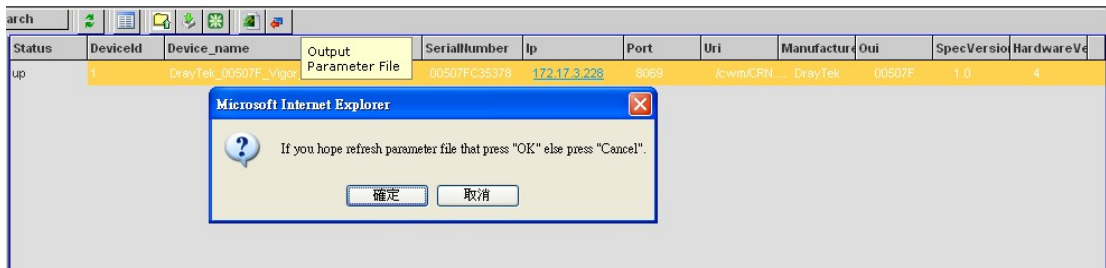 arch
Status DeviceId Device_name SerialNumber Ip Port Uri Manufacture Oui SpecVersion HardwareVe
Output
Parameter File
up 1 DrayTek_00507F_Vigor 00507FC35378 172.17.3.228 8069 /cwm/CRN... DrayTek 00507F 1.0 4
Microsoft Internet Explorer
If you hope refresh parameter file that press "OK" else press "Cancel".
確定 取消